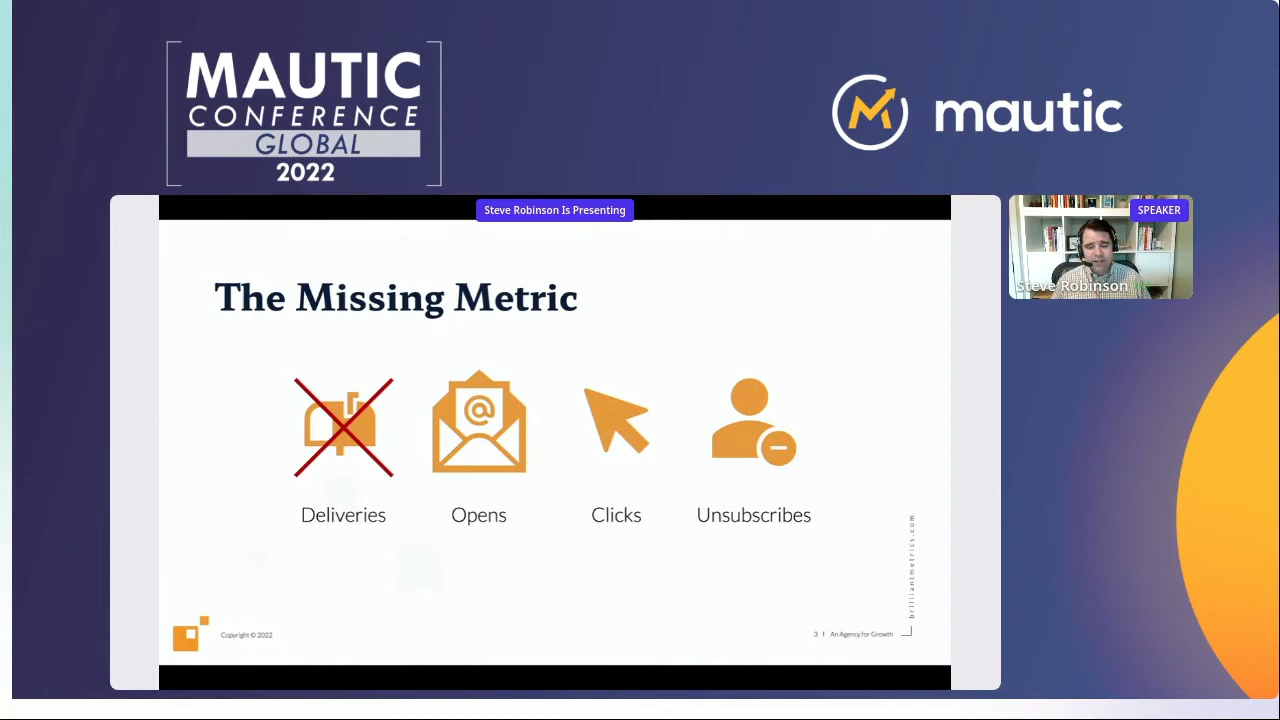 MAUTIC
CONFERENCE
GLOBAL
2022
mautic
Steve Robinson Is Presenting
SPEAKER
Steve Robinson
The Missing Metric
Deliveries
Opens
Clicks
Unsubscribes
brilliantmetrics.com
Copyright © 2022
3 | An Agency for Growth